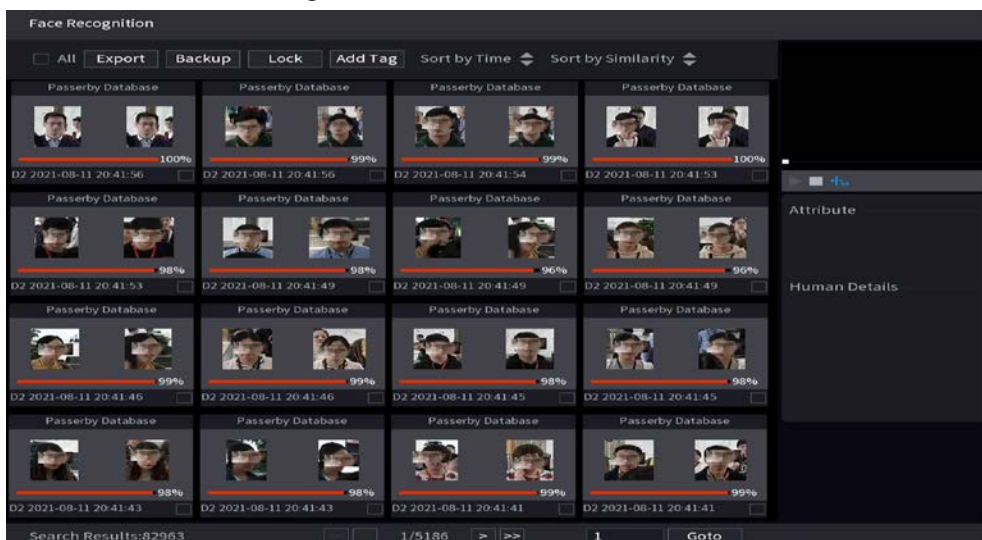 Face Recognition
All Export Backup Lock Add Tag Sort by Time Sort by Similarity
Passerby Database Passerby Database Passerby Database Passerby Database
100% 99% 99% 100%
D2 2021-08-11 20:41:56 D2 2021-08-11 20:41:56 D2 2021-08-11 20:41:54 D2 2021-08-11 20:41:53
Passerby Database Passerby Database Passerby Database Passerby Database
Attribute
98% 98% 96% 96%
D2 2021-08-11 20:41:53 D2 2021-08-11 20:41:49 D2 2021-08-11 20:41:49 D2 2021-08-11 20:41:49
Human Details
Passerby Database Passerby Database Passerby Database Passerby Database
99% 99% 98% 98%
D2 2021-08-11 20:41:46 D2 2021-08-11 20:41:46 D2 2021-08-11 20:41:45 D2 2021-08-11 20:41:45
Passerby Database Passerby Database Passerby Database Passerby Database
98% 98% 99% 99%
D2 2021-08-11 20:41:43 D2 2021-08-11 20:41:43 D2 2021-08-11 20:41:41 D2 2021-08-11 20:41:41
Search Results:82963 1/5186 > >> 1 Goto